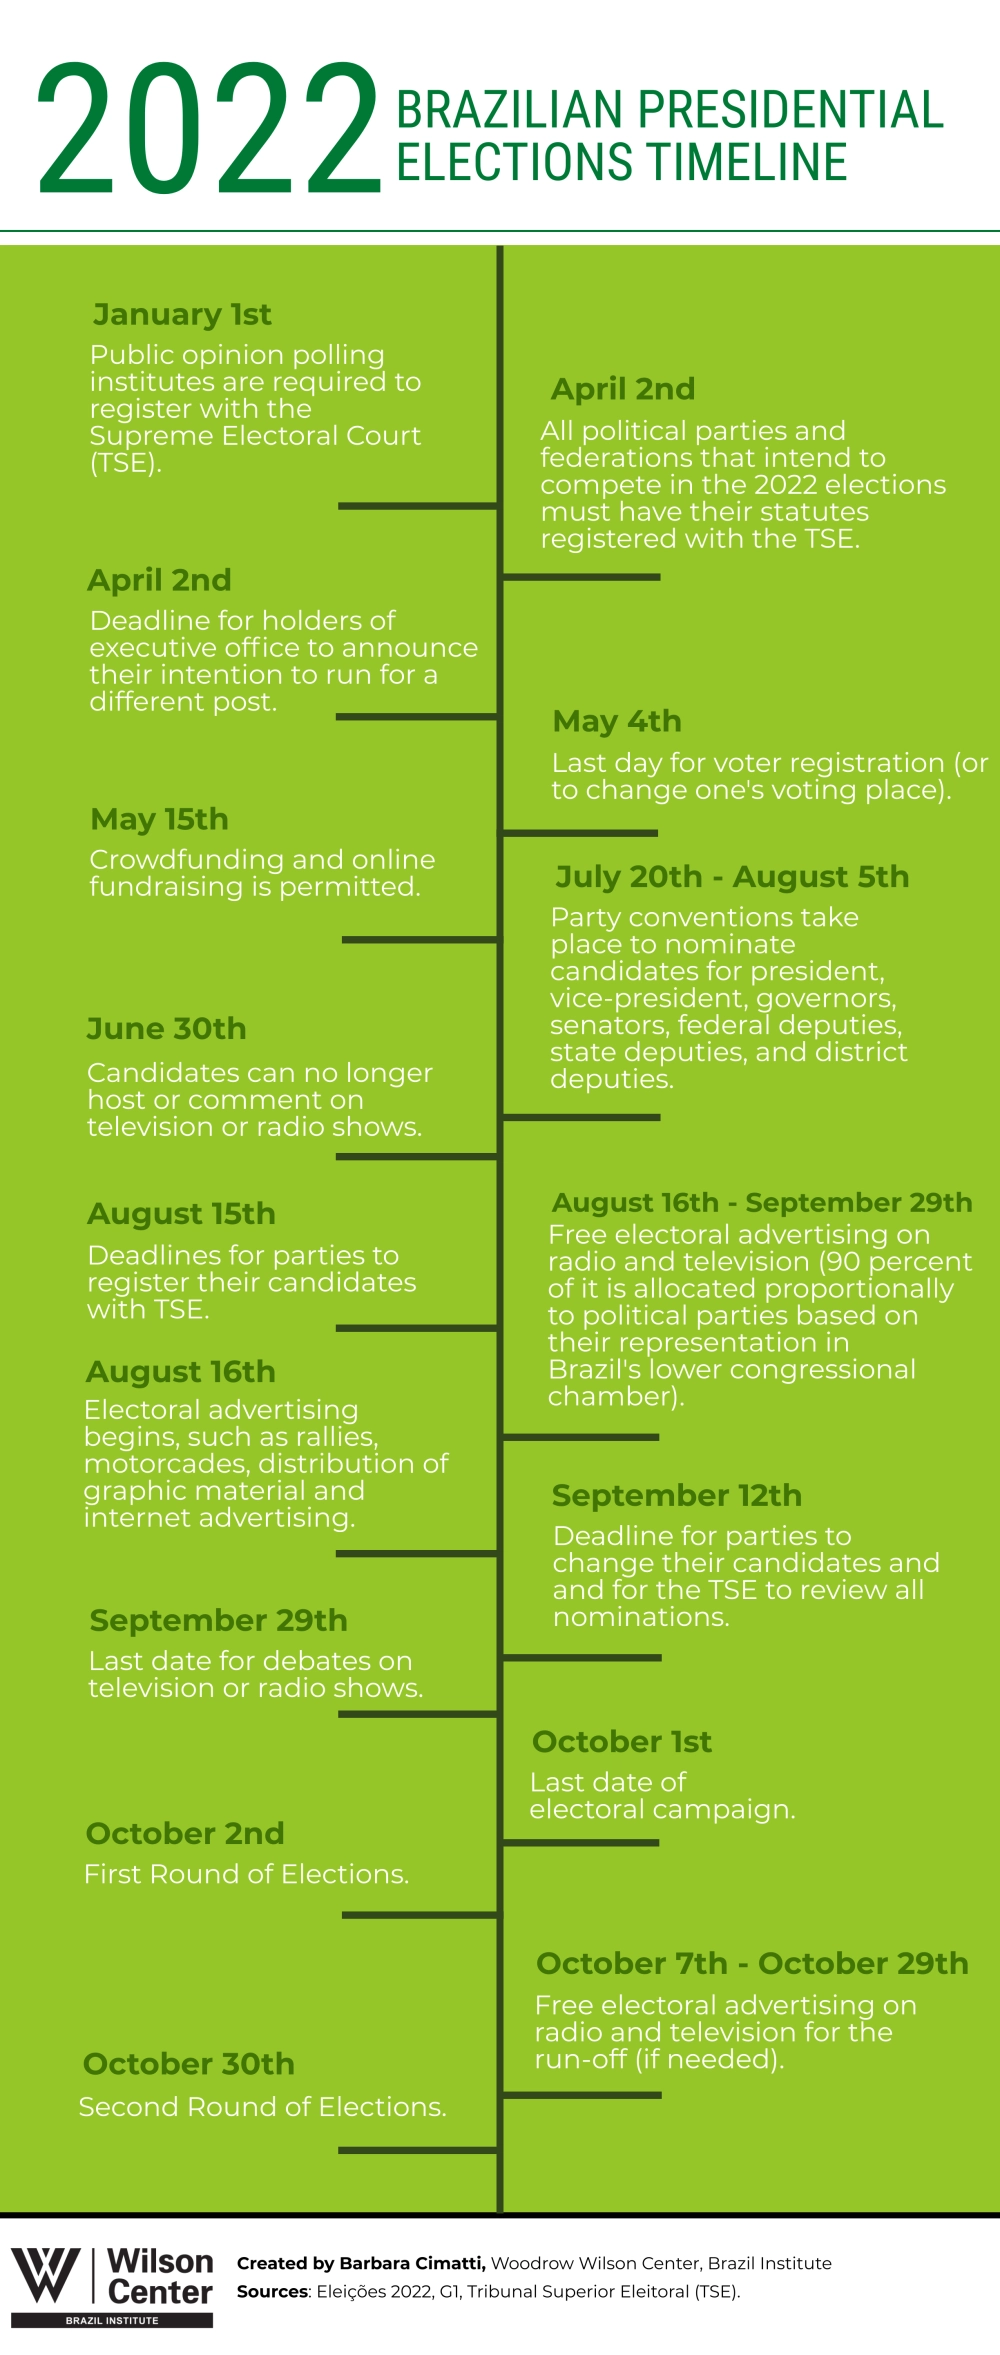 2022
BRAZILIAN PRESIDENTIAL
ELECTIONS TIMELINE
January 1st
Public opinion polling
institutes are required to
register with the
Supreme Electoral Court
(TSE).
April 2nd
All political parties and
federations that intend to
compete in the 2022 elections
must have their statutes
registered with the TSE.
April 2nd
Deadline for holders of
executive office to announce
their intention to run for a
different post.
May 4th
Last day for voter registration (or
to change one's voting place).
May 15th
Crowdfunding and online
fundraising is permitted.
July 20th - August 5th
Party conventions take
place to nominate
candidates for president,
vice-president, governors,
senators, federal deputies,
state deputies, and district
deputies.
June 30th
Candidates can no longer
host or comment on
television or radio shows.
August 15th
Deadlines for parties to
register their candidates
with TSE.
August 16th - September 29th
Free electoral advertising on
radio and television (90 percent
of it is allocated proportionally
to political parties based on
their representation in
Brazil's lower congressional
chamber).
August 16th
Electoral advertising
begins, such as rallies,
motorcades, distribution of
graphic material and
internet advertising.
September 12th
Deadline for parties to
change their candidates and
and for the TSE to review all
nominations.
September 29th
Last date for debates on
television or radio shows.
October 1st
Last date of
electoral campaign.
October 2nd
First Round of Elections.
October 7th - October 29th
Free electoral advertising on
radio and television for the
run-off (if needed).
October 30th
Second Round of Elections.
Wilson
Center
BRAZIL INSTITUTE
Created by Barbara Cimatti, Woodrow Wilson Center, Brazil Institute
Sources: Eleições 2022, G1, Tribunal Superior Eleitoral (TSE).